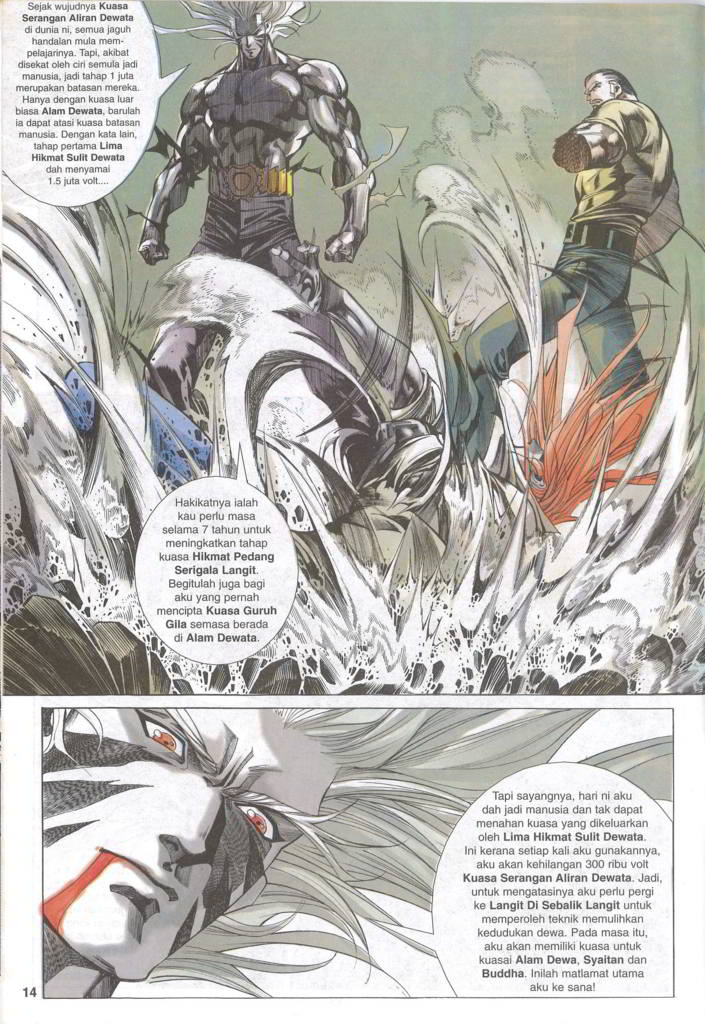 Sejak wujudnya Kuasa
Serangan Aliran Dewata
di dunia ni, semua jaguh
handalan mula mem-
pelajarinya. Tapi, akibat
disekat oleh ciri semula jadi
manusia, jadi tahap 1 juta
merupakan batasan mereka.
Hanya dengan kuasa luar
biasa Alam Dewata, barulah
ia dapat atasi kuasa batasan
manusia. Dengan kata lain,
tahap pertama Lima
Hikmat Sulit Dewata
dah menyamai
1.5 juta volt....
Hakikatnya ialah
kau perlu masa
selama 7 tahun untuk
meningkatkan tahap
kuasa Hikmat Pedang
Serigala Langit.
Begitulah juga bagi
aku yang pernah
mencipta Kuasa Guruh
Gila semasa berada
di Alam Dewata.
Tapi sayangnya, hari ni aku
dah jadi manusia dan tak dapat
menahan kuasa yang dikeluarkan
oleh Lima Hikmat Sulit Dewata.
Ini kerana setiap kali aku gunakannya,
aku akan kehilangan 300 ribu volt
Kuasa Serangan Aliran Dewata. Jadi,
untuk mengatasinya aku perlu pergi
ke Langit Di Sebalik Langit untuk
memperoleh teknik memulihkan
kedudukan dewa. Pada masa itu,
aku akan memiliki kuasa untuk
kuasai Alam Dewa, Syaitan dan
Buddha. Inilah matlamat utama
aku ke sana!
14